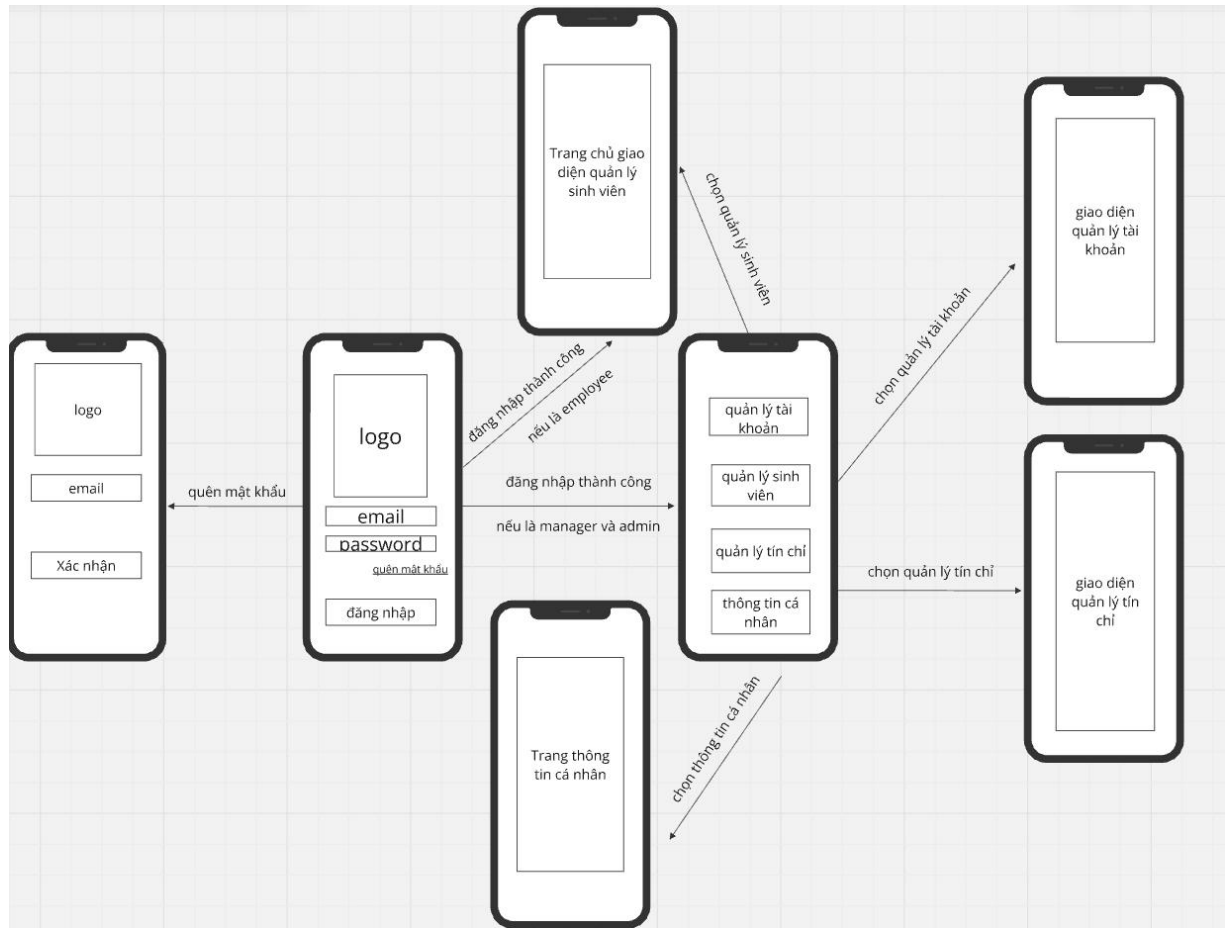 Trang chủ giao
diện quản lý
sinh viên
chọn quản lý sinh viên
giao diện
quản lý tài
khoản
chọn quản lý tài khoản
đăng nhập thành công
nếu là employee
logo
email
Xác nhận
quên mật khẩu
logo
email
password
quên mật khẩu
đăng nhập
đăng nhập thành công
nếu là manager và admin
quản lý tài
khoản
quản lý sinh
viên
quản lý tín chỉ
thông tin cá
nhân
chọn quản lý tín chỉ
giao diện
quản lý tín
chỉ
chọn thông tin cá nhân
Trang thông
tin cá nhân